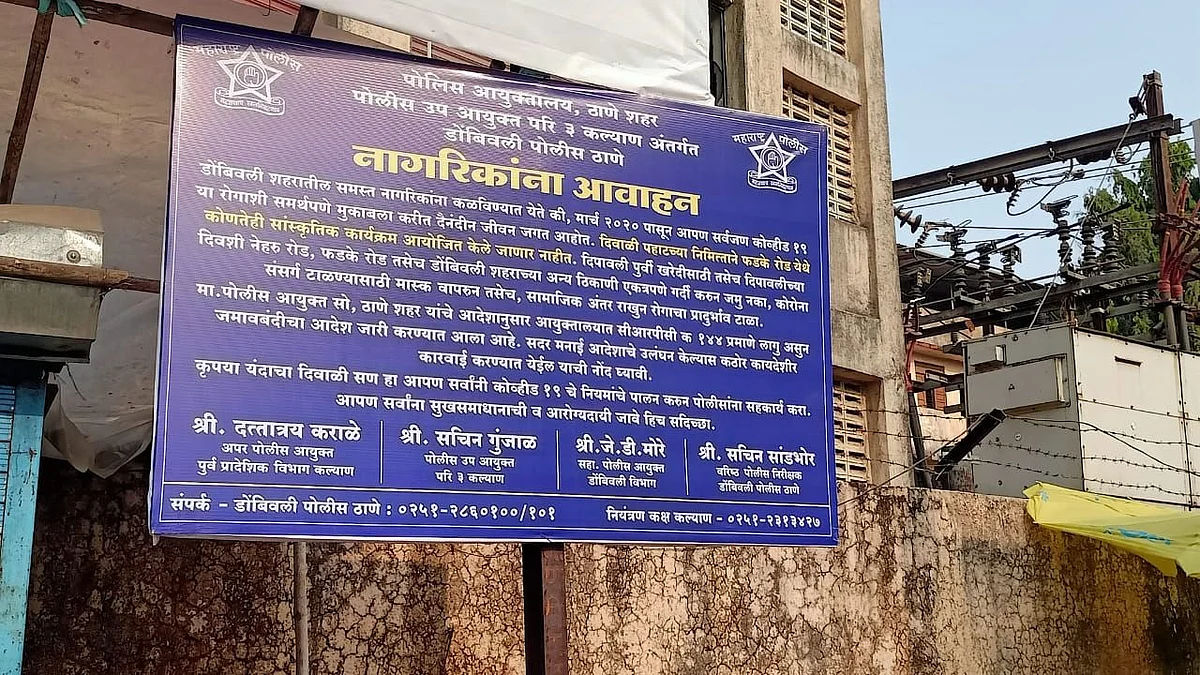 महाराष्ट्र पोलीस
महाराष्ट्र पोलीस
पोलिस आयुक्तालय, ठाणे शहर
पोलीस उप आयुक्त परि ३ कल्याण अंतर्गत
डोंबिवली पोलीस ठाणे
नागरिकांना आवाहन
डोंबिवली शहरातील समस्त नागरिकांना कळविण्यात येते की, मार्च २०२० पासून आपण सर्वजण कोव्हीड १९
या रोगाशी समर्थपणे मुकाबला करीत दैनंदीन जीवन जगत आहोत. दिवाळी पहाटच्या निमित्ताने फडके रोड येथे
कोणतेही सांस्कृतिक कार्यक्रम आयोजित केले जाणार नाहीत. दिपावली पुर्वी खरेदीसाठी तसेच दिपावलीच्या
दिवशी नेहरु रोड, फडके रोड तसेच डोंबिवली शहराच्या अन्य ठिकाणी एकत्रपणे गर्दी करुन जमु नका, कोरोना
संसर्ग टाळण्यासाठी मास्क वापरुन तसेच, सामाजिक अंतर राखुन रोगाचा प्रादुर्भाव टाळा.
मा.पोलीस आयुक्त सो, ठाणे शहर यांचे आदेशानुसार आयुक्तालयात सीआरपीसी क १४४ प्रमाणे लागु असुन
जमावबंदीचा आदेश जारी करण्यात आला आहे. सदर मनाई आदेशाचे उलंघन केल्यास कठोर कायदेशीर
कारवाई करण्यात येईल याची नोंद घ्यावी.
कृपया यंदाचा दिवाळी सण हा आपण सर्वांनी कोव्हीड १९ चे नियमांचे पालन करुन पोलीसांना सहकार्य करा.
आपण सर्वांना सुखसमाधानाची व आरोग्यदायी जावे हिच सदिच्छा.
श्री. दत्तात्रय कराळे
अपर पोलीस आयुक्त
पुर्व प्रादेशिक विभाग कल्याण
श्री. सचिन गुंजाळ
पोलीस उप आयुक्त
परि ३ कल्याण
श्री.जे.डी.मोरे
सहा. पोलीस आयुक्त
डोंबिवली विभाग
श्री. सचिन सांडभोर
वरिष्ठ पोलीस निरीक्षक
डोंबिवली पोलीस ठाणे
संपर्क - डोंबिवली पोलीस ठाणे : ०२५१-२८६०१००/१०१
नियंत्रण कक्ष कल्याण - ०२५१-२३१३४२७